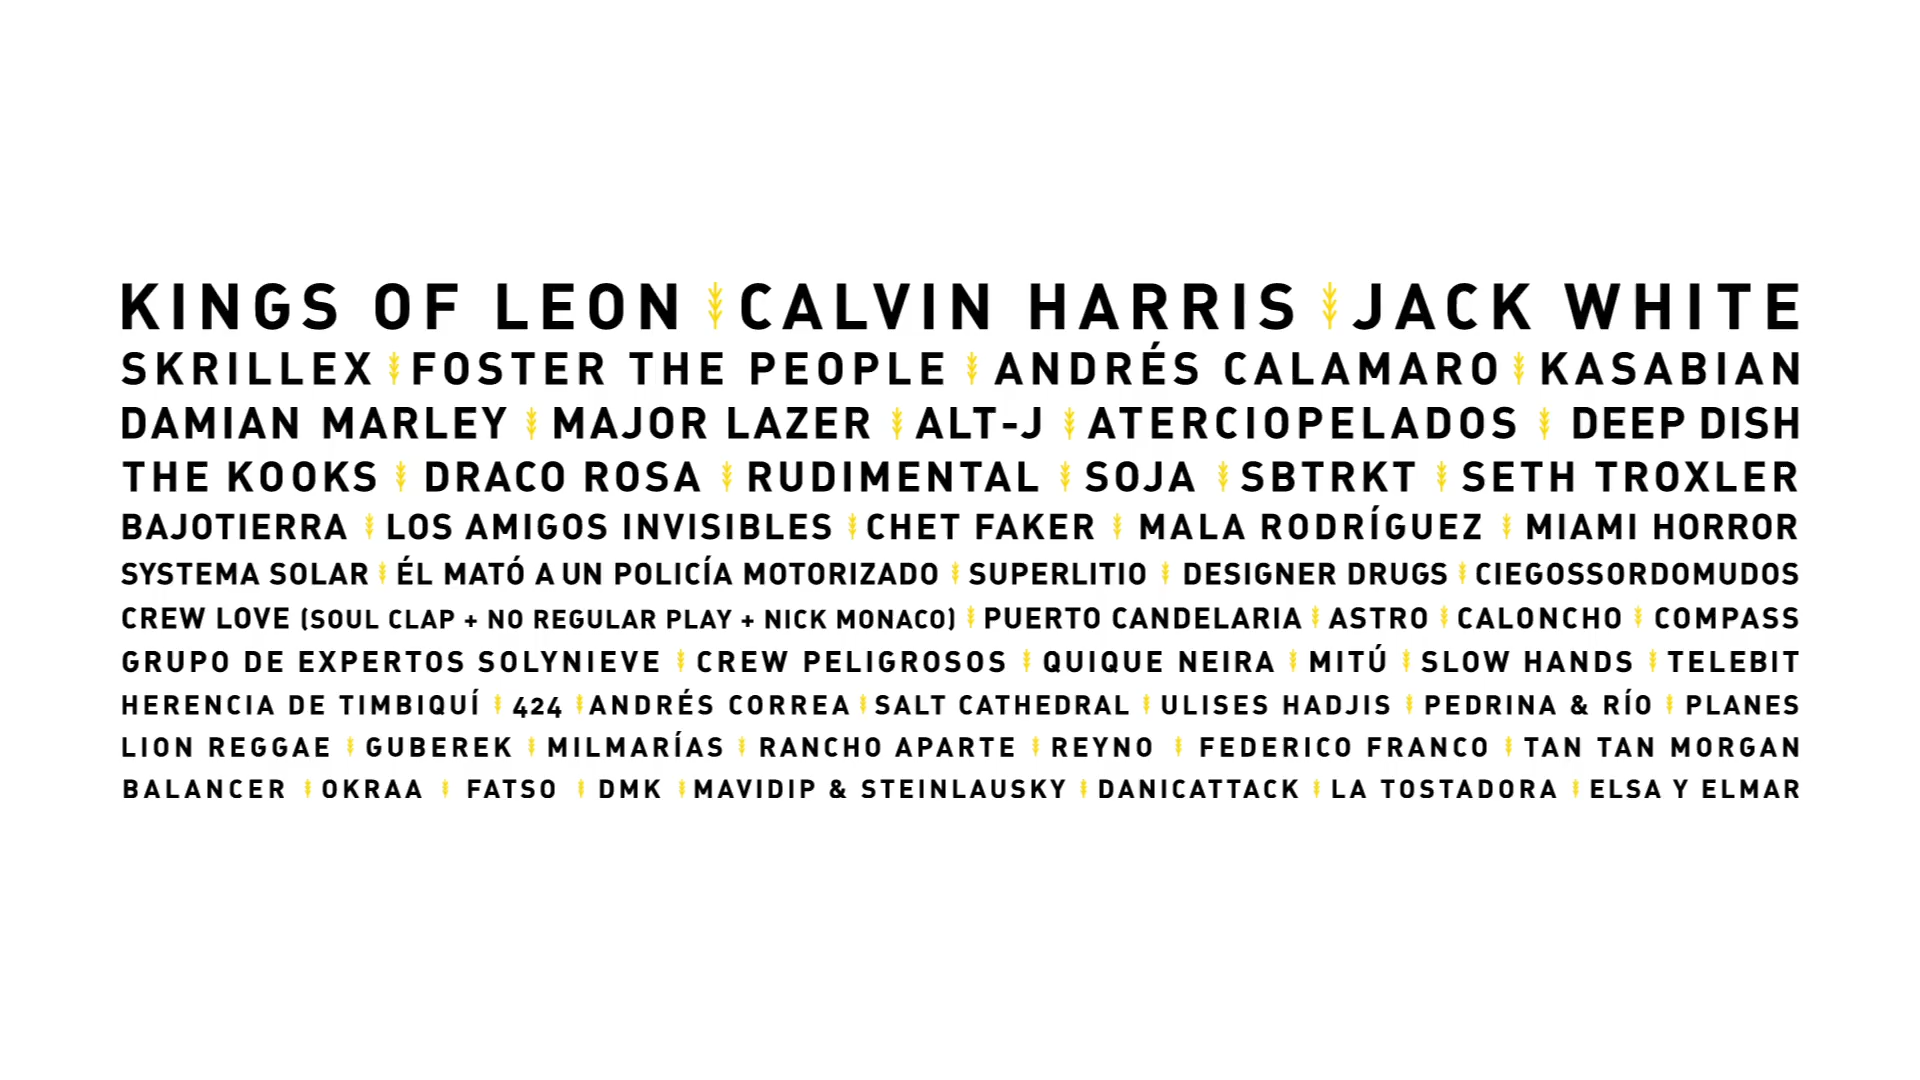 KINGS OF LEON CALVIN HARRIS JACK WHITE
SKRILLEX FOSTER THE PEOPLE ANDRÉS CALAMARO KASABIAN
DAMIAN MARLEY MAJOR LAZER ALT-J ATERCIOPELADOS DEEP DISH
THE KOOKS DRACO ROSA RUDIMENTAL SOJA SBTRKT SETH TROXLER
BAJOTIERRA LOS AMIGOS INVISIBLES CHET FAKER MALA RODRÍGUEZ MIAMI HORROR
SYSTEMA SOLAR ÉL MATÓ A UN POLICÍA MOTORIZADO SUPERLITIO DESIGNER DRUGS CIEGOSSORDOMUDOS
CREW LOVE (SOUL CLAP + NO REGULAR PLAY + NICK MONACO) PUERTO CANDELARIA ASTRO CALONCHO COMPASS
GRUPO DE EXPERTOS SOLYNIEVE CREW PELIGROSOS QUIQUE NEIRA MITÚ SLOW HANDS TELEBIT
HERENCIA DE TIMBIQUÍ 424 ANDRÉS CORREA SALT CATHEDRAL ULISES HADJIS PEDRINA & RÍO PLANES
LION REGGAE GUBEREK MILMARÍAS RANCHO APARTE REYNO FEDERICO FRANCO TAN TAN MORGAN
BALANCER OKRAA FATSO DMK MAVIDIP & STEINLAUSKY DANICATTACK LA TOSTADORA ELSA Y ELMAR